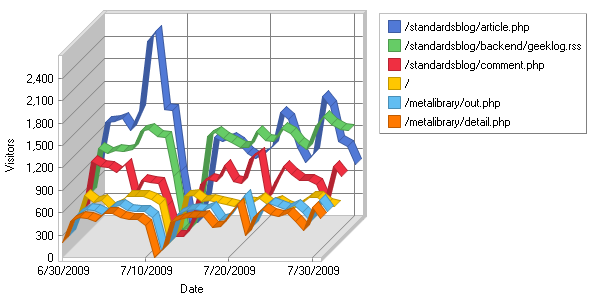 /standardsblog/article.php
/standardsblog/backend/geeklog.rss
/standardsblog/comment.php
/
/metalibrary/out.php
/metalibrary/detail.php
Visitors
2,400
2,100
1,800
1,500
1,200
900
600
300
0
6/30/2009 7/10/2009 7/20/2009 7/30/2009
Date